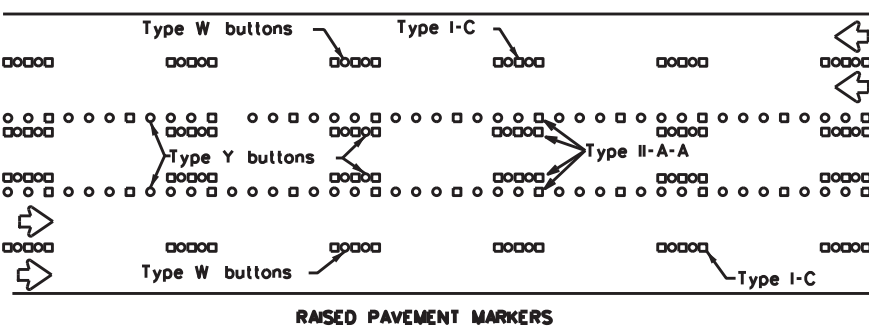 Type W buttons
Type I-C
Type Y buttons
Type II-A-A
Type W buttons
Type I-C
RAISED PAVEMENT MARKERS